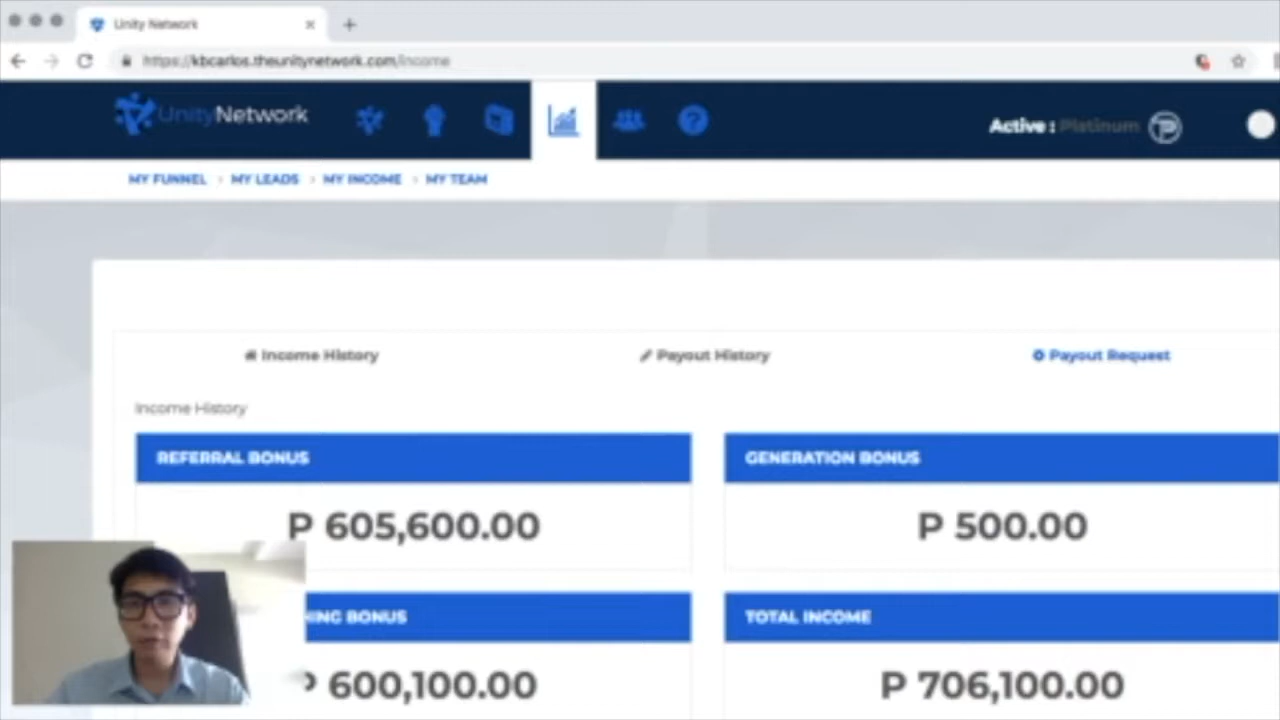 Unity Network
https://kbcarlos.theunitynetwork.com/income
UnityNetwork
Active : Platinum
MY FUNNEL > MY LEADS > MY INCOME > MY TEAM
Income History
Payout History
Payout Request
Income History
REFERRAL BONUS
GENERATION BONUS
P 605,600.00
P 500.00
HING BONUS
TOTAL INCOME
P 600,100.00
P 706,100.00